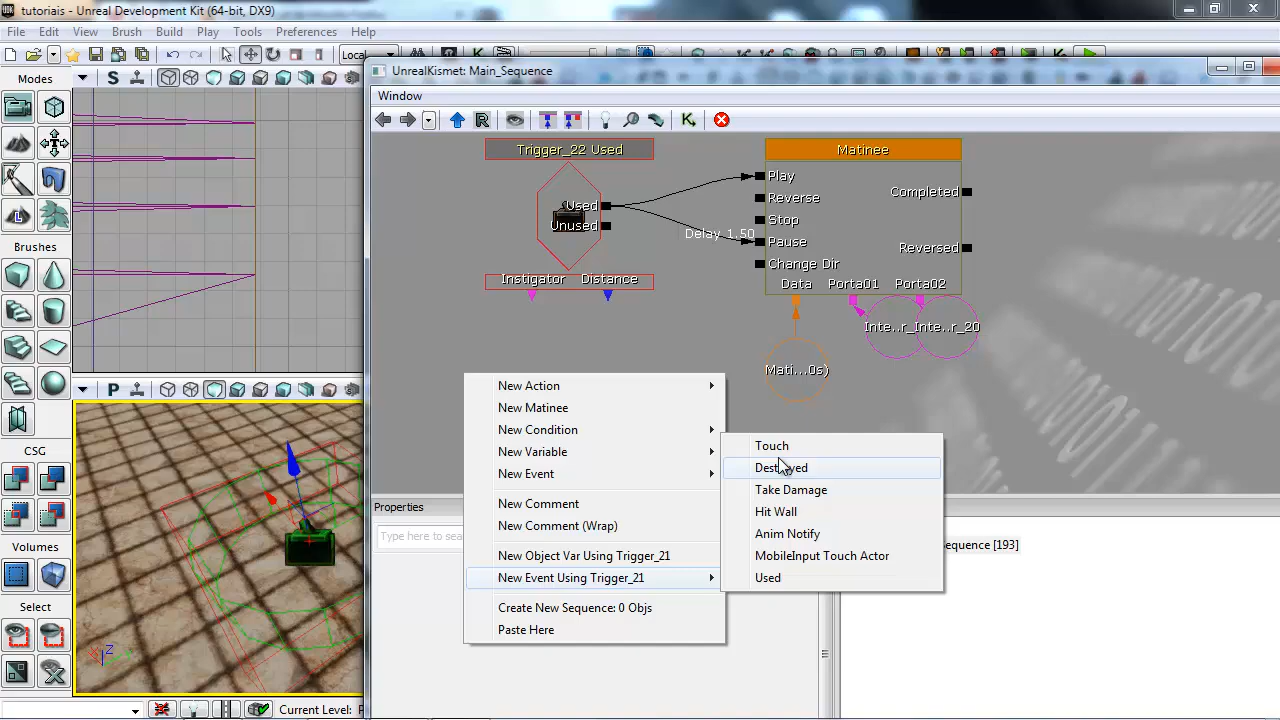 tutoriais - Unreal Development Kit (64-bit, DX9)
File Edit View Brush Build Play Tools Preferences Help
Local
Modes
S
UnrealKismet: Main_Sequence
Window
R
K
Trigger_22 Used
Used
Unused
Instigator Distance
Delay 1.50
Matinee
Play
Reverse
Stop
Pause
Change Dir
Completed
Reversed
Data Porta01 Porta02
Inte..r_Inte..r_20
Mati...0s)
L
Brushes
P
CSG
Volumes
Select
New Action
New Matinee
New Condition
New Variable
New Event
New Comment
New Comment (Wrap)
New Object Var Using Trigger_21
New Event Using Trigger_21
Create New Sequence: 0 Objs
Paste Here
Touch
Destroyed
Take Damage
Hit Wall
Anim Notify
MobileInput Touch Actor
Used
Properties
Type here to sea
equence [193]
Z
Current Level: P